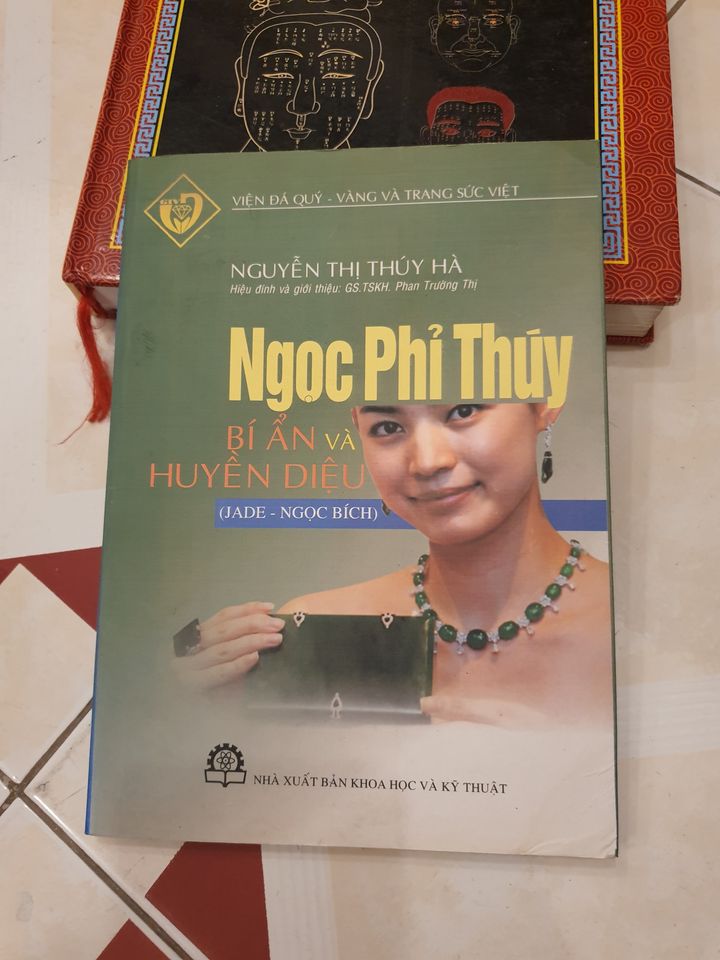 GTV
VIỆN ĐÁ QUÝ - VÀNG VÀ TRANG SỨC VIỆT
NGUYỄN THỊ THÚY HÀ
Hiệu đính và giới thiệu: GS.TSKH. Phan Trường Thị
Ngọc Phỉ Thúy
BÍ ẨN VÀ
HUYỀN DIỆU
(JADE - NGỌC BÍCH)
NHÀ XUẤT BẢN KHOA HỌC VÀ KỸ THUẬT